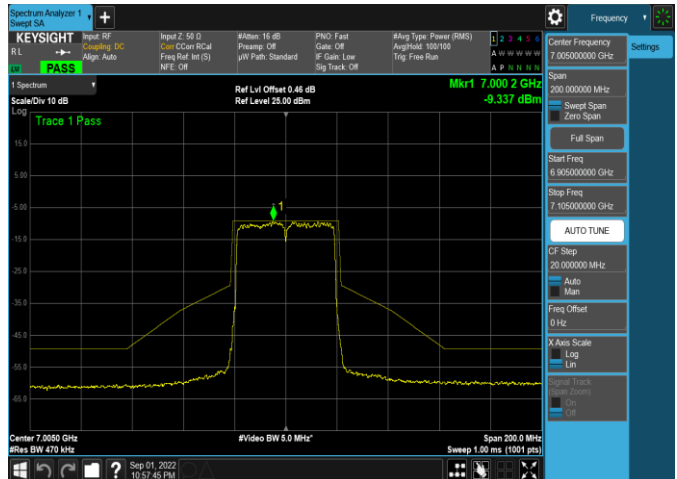 Spectrum Analyzer 1
Swept SA
Frequency
KEYSIGHT
R L
PASS
Input: RF
Coupling: DC
Align: Auto
Input Z: 50 Ω
Corr CCorr RCal
Freq Ref: Int (S)
NFE: Off
#Atten: 16 dB
Preamp: Off
µW Path: Standard
PNO: Fast
Gate: Off
IF Gain: Low
Sig Track: Off
#Avg Type: Power (RMS)
Avg|Hold: 100/100
Trig: Free Run
1 2 3 4 5 6
A W W W W W
A P N N N N
1 Spectrum
Scale/Div 10 dB
Ref Lvl Offset 0.46 dB
Ref Level 25.00 dBm
Mkr1 7.000 2 GHz
-9.337 dBm
Log
Trace 1 Pass
15.0
5.00
-5.00
-15.0
-25.0
-35.0
-45.0
-55.0
-65.0
1
Center 7.0050 GHz
#Res BW 470 kHz
#Video BW 5.0 MHz*
Span 200.0 MHz
Sweep 1.00 ms (1001 pts)
Sep 01, 2022
10:57:45 PM
Center Frequency
7.005000000 GHz
Settings
Span
200.000000 MHz
Swept Span
Zero Span
Full Span
Start Freq
6.905000000 GHz
Stop Freq
7.105000000 GHz
AUTO TUNE
CF Step
20.000000 MHz
Auto
Man
Freq Offset
0 Hz
X Axis Scale
Log
Lin
Signal Track
(Span Zoom)
On
Off